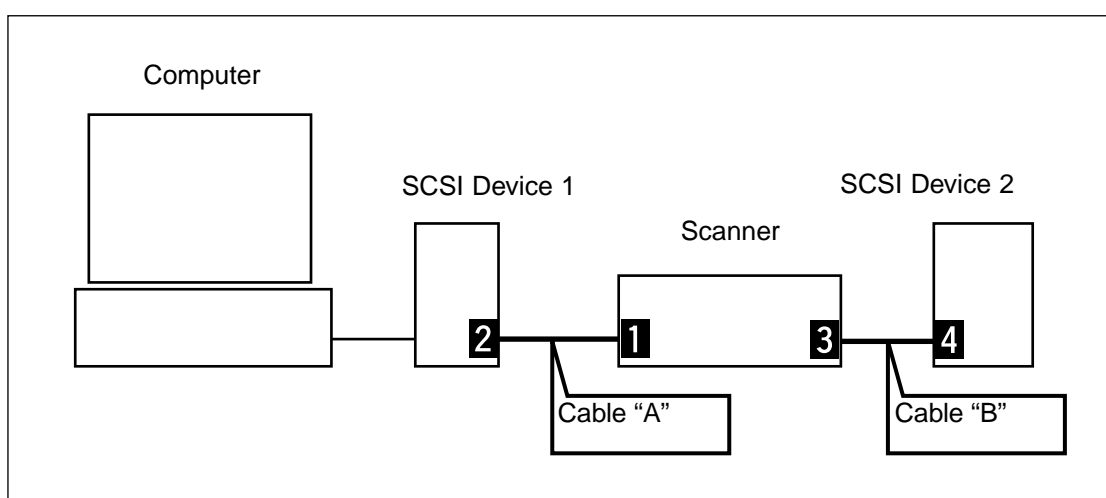 Computer
SCSI Device 1
SCSI Device 2
Scanner
2
1
3
4
Cable “A”
Cable “B”